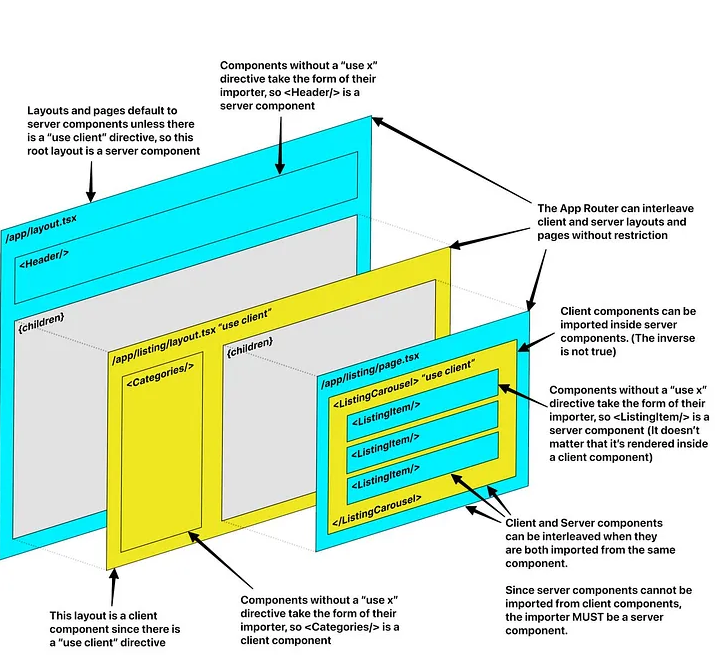 Components without a “use x”
directive take the form of their
importer, so <Header/> is a
server component
Layouts and pages default to
server components unless there
is a “use client” directive, so this
root layout is a server component
/app/layout.tsx
<Header/>
{children}
The App Router can interleave
client and server layouts and
pages without restriction
/app/listing/layout.tsx “use client”
<Categories/>
{children}
Client components can be
imported inside server
components. (The inverse
is not true)
/app/listing/page.tsx
<ListingCarousel> “use client”
<ListingItem/>
<ListingItem/>
<ListingItem/>
</ListingCarousel>
Components without a “use x”
directive take the form of their
importer, so <ListingItem/> is a
server component (It doesn’t
matter that it’s rendered inside
a client component)
Client and Server components
can be interleaved when they
are both imported from the same
component.
Since server components cannot be
imported from client components,
the importer MUST be a server
component.
This layout is a client
component since there is
a “use client” directive
Components without a “use x”
directive take the form of their
importer, so <Categories/> is a
client component